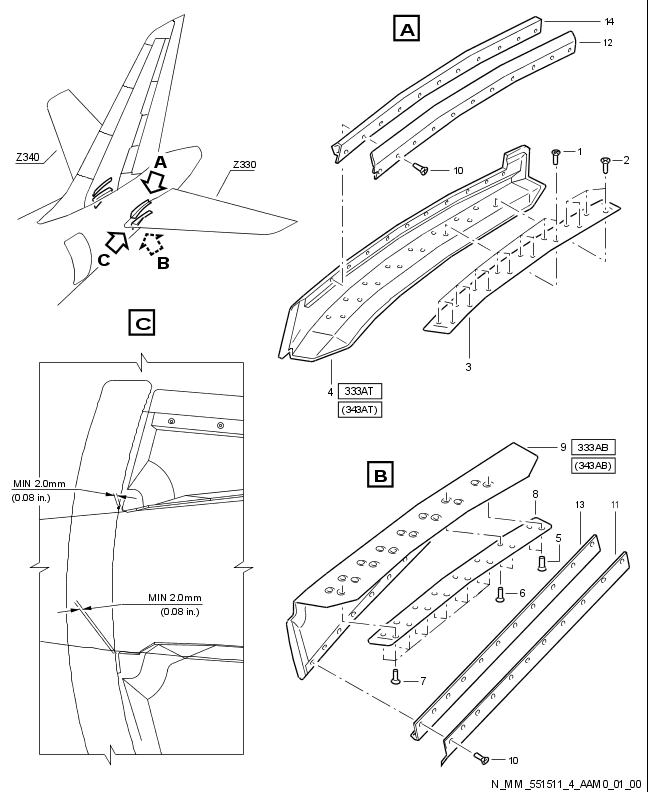 A
14
12
Z340
A
Z330
10
1
2
C
B
C
3
4 333AT
(343AT)
9 333AB
(343AB)
B
MIN 2.0mm
(0.08 in.)
8
13
11
5
6
MIN 2.0mm
(0.08 in.)
7
10
N_MM_551511_4_AAM0_01_00